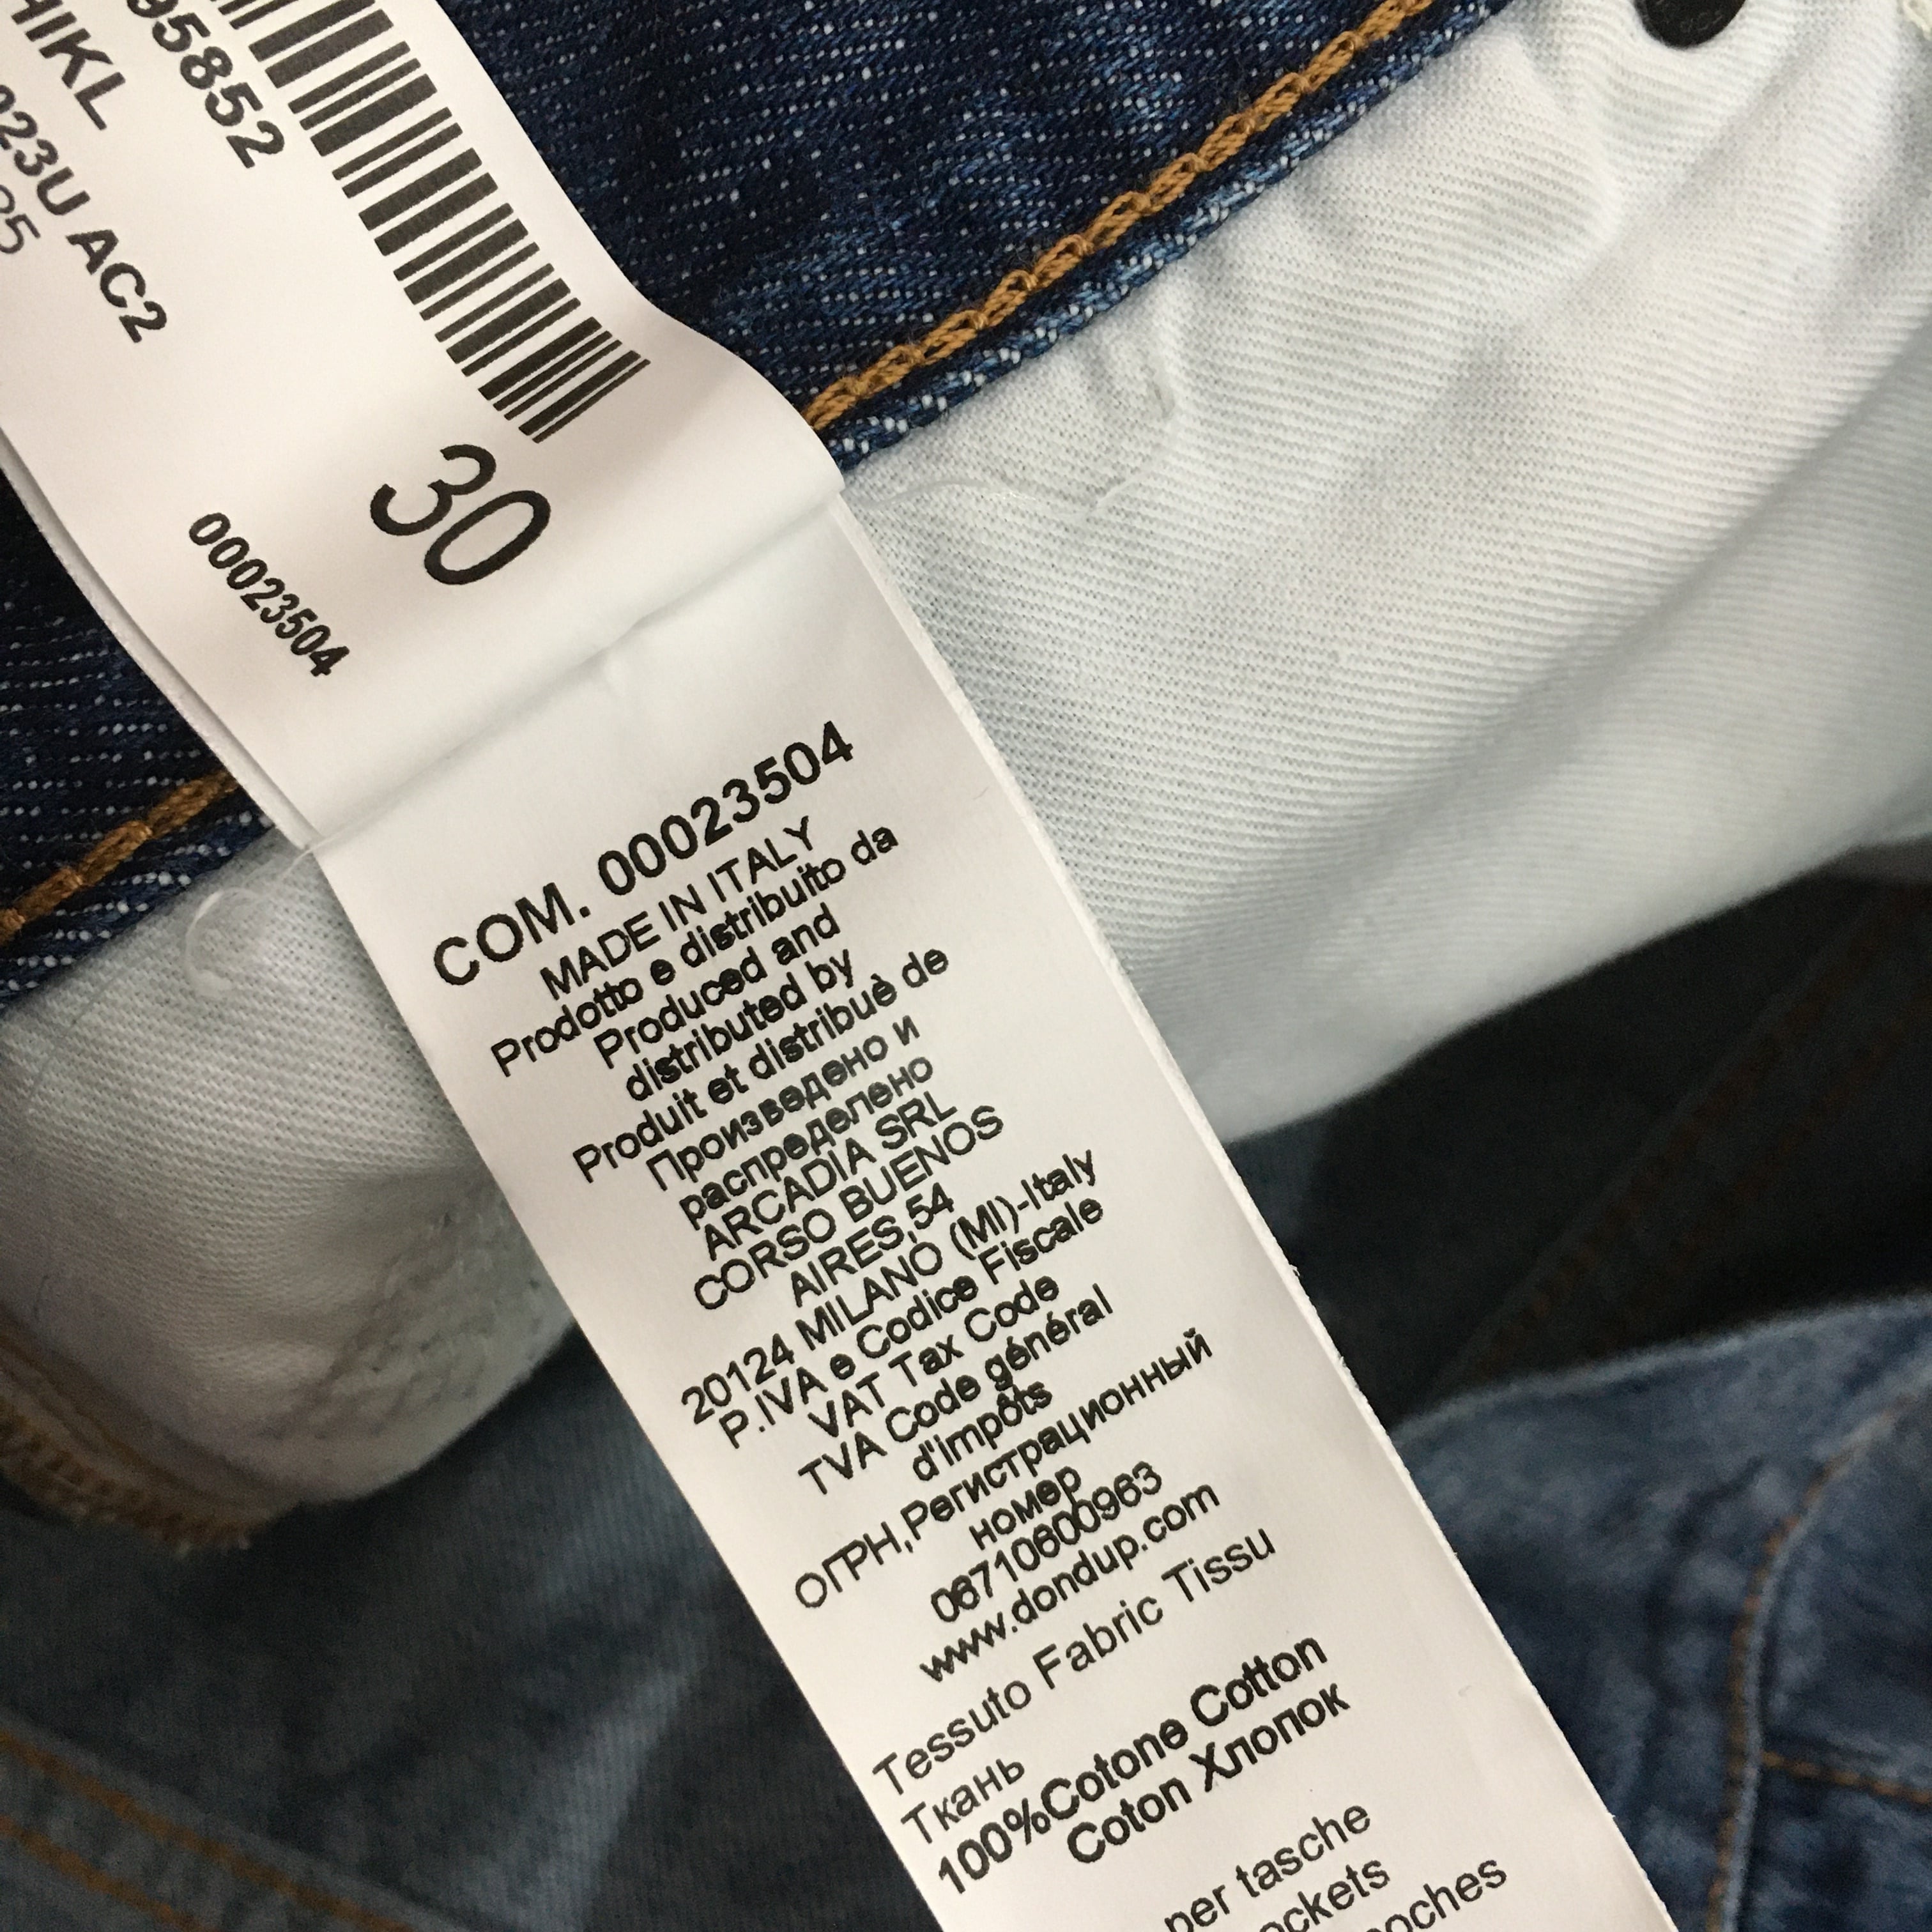 95852
HIKL
023U AC2
30
00023504
COM. 00023504
MADE IN ITALY
Prodotto e distribuito da
Produced and
distributed by
Produit et distribuè de
Произведено и
распределено
ARCADIA SRL
CORSO BUENOS
AIRES,54
20124 MILANO (MI)-Italy
P.IVA e Codice Fiscale
VAT Tax Code
TVA Code général
d'impôts
ОГРН,Регистрационный
номер
06710600963
www.dondup.com
Tessuto Fabric Tissu
Ткань
100%Cotone Cotton
Coton Хлопок
per tasche